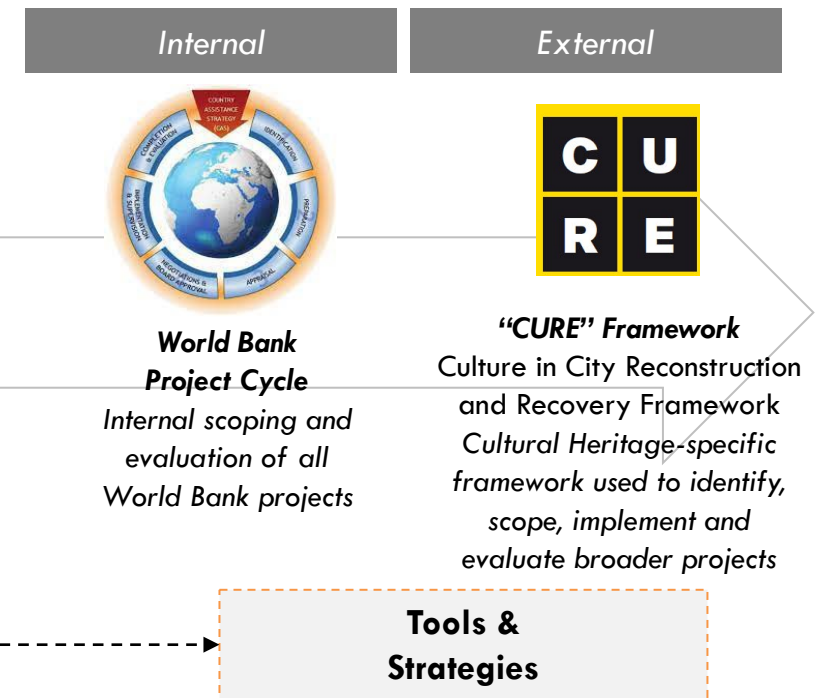 Internal
External
COUNTRY
ASSISTANCE
STRATEGY
(CAS)
IDENTIFICATION
PREPARATION
APPRAISAL
NEGOTIATIONS &
BOARD APPROVAL
IMPLEMENTATION
& SUPERVISION
COMPLETION
& EVALUATION
C U
R E
World Bank
Project Cycle
Internal scoping and
evaluation of all
World Bank projects
“CURE” Framework
Culture in City Reconstruction
and Recovery Framework
Cultural Heritage-specific
framework used to identify,
scope, implement and
evaluate broader projects
Tools &
Strategies